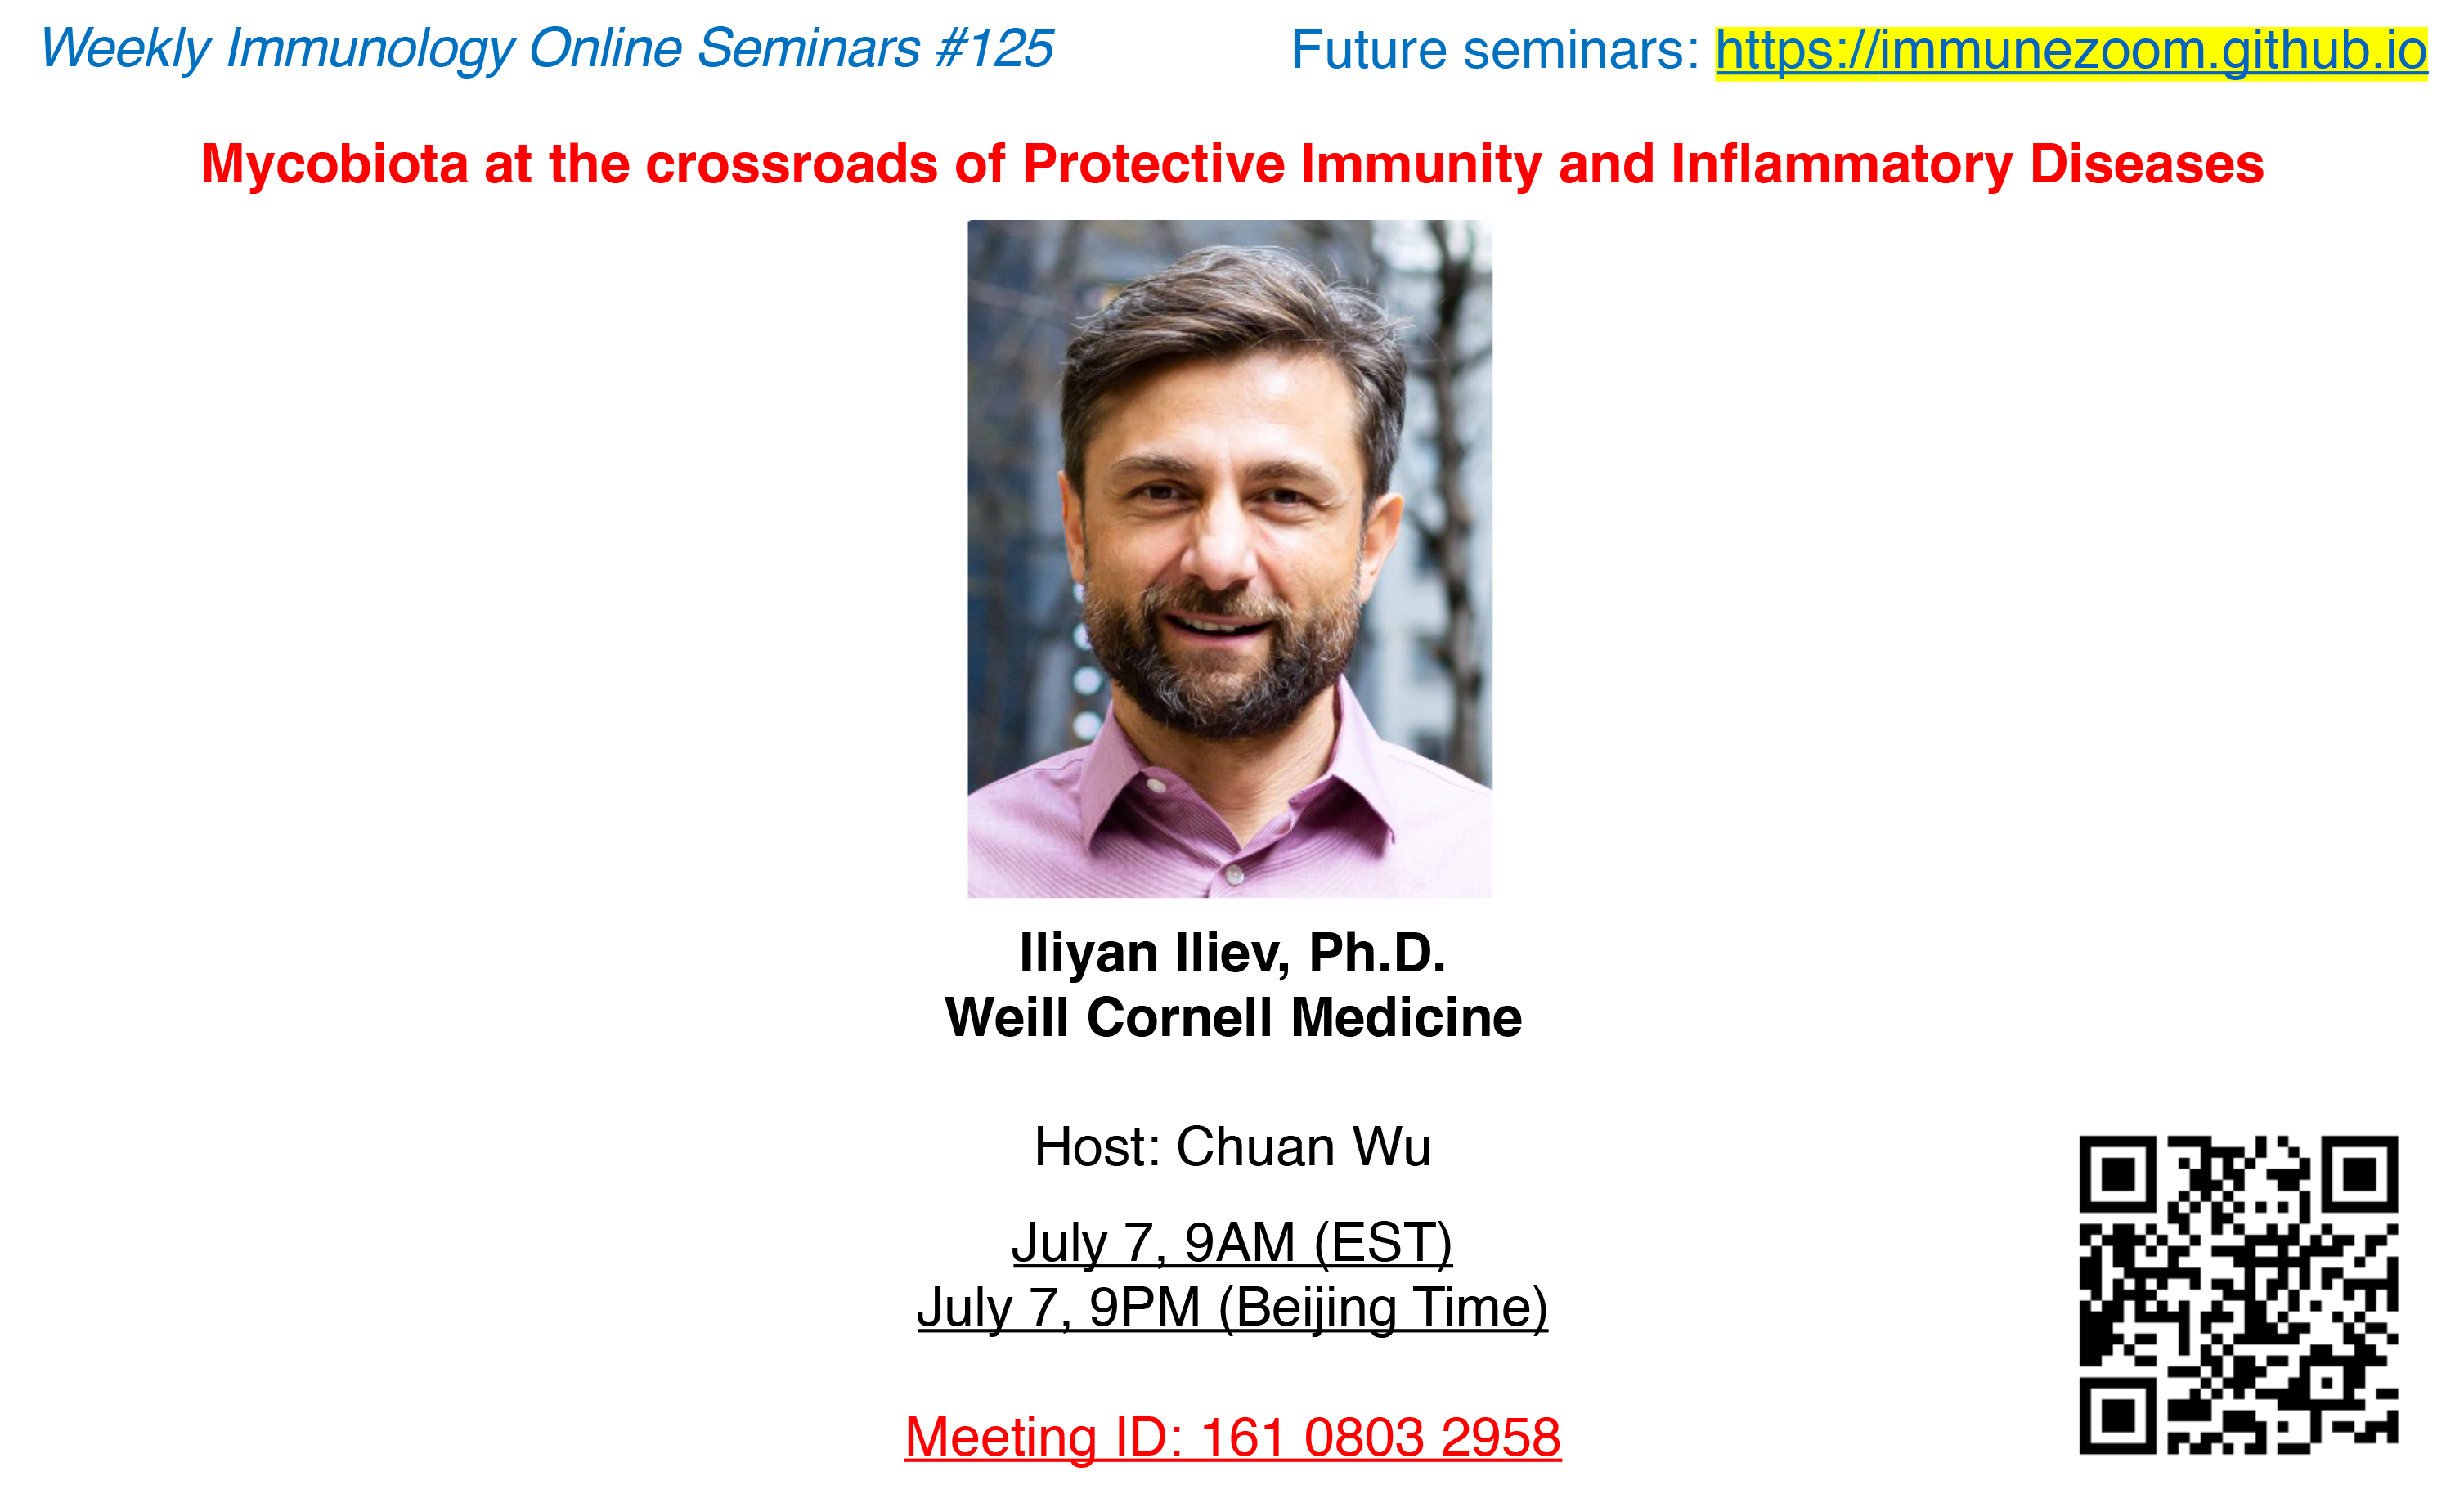 Weekly Immunology Online Seminars #125
Future seminars: https://immunezoom.github.io
Mycobiota at the crossroads of Protective Immunity and Inflammatory Diseases
Iliyan Iliev, Ph.D.
Weill Cornell Medicine
Host: Chuan Wu
July 7, 9AM (EST)
July 7, 9PM (Beijing Time)
Meeting ID: 161 0803 2958